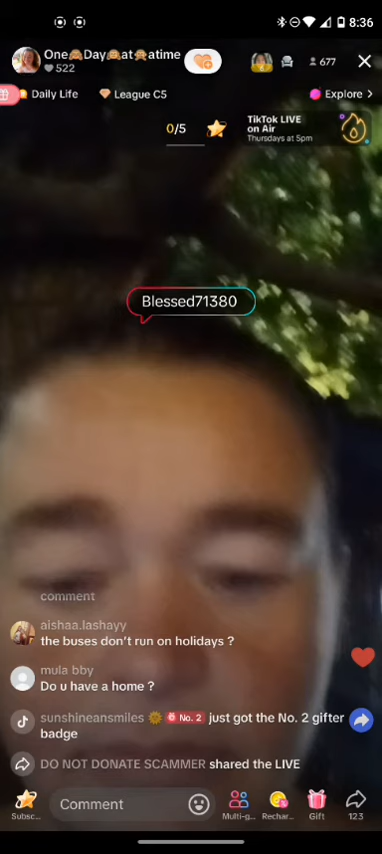 8:36
One🙈Day🙉at🙊atime
522
677
Daily Life
League C5
Explore >
0/5
TikTok LIVE
on Air
Thursdays at 5pm
Blessed71380
comment
aishaa.lashayy
the buses don't run on holidays ?
mula bby
Do u have a home ?
sunshineansmiles 🌞 No. 2 just got the No. 2 gifter
badge
DO NOT DONATE SCAMMER shared the LIVE
Subsc...
Comment
Multi-g...
Rechar...
Gift
123